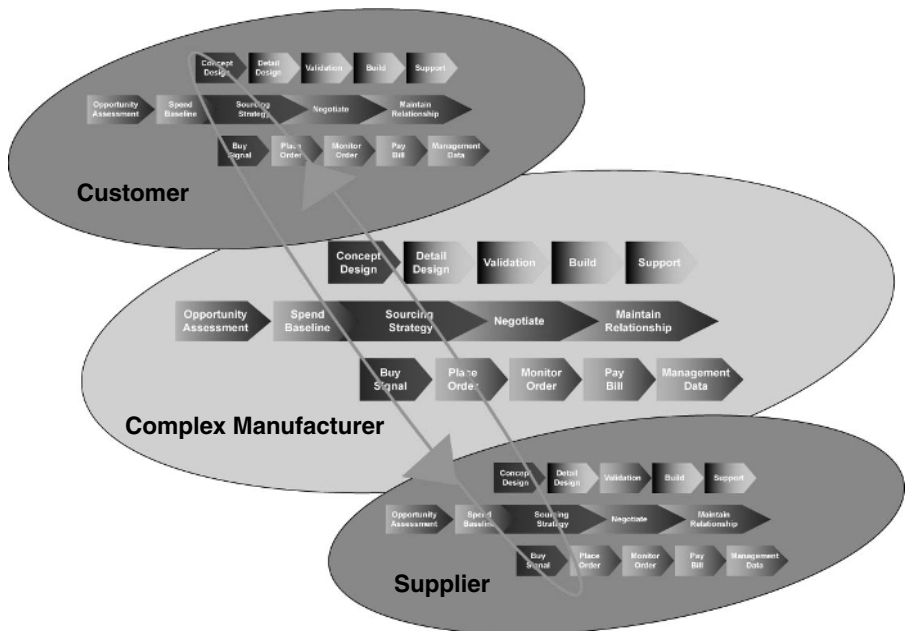 Concept
Design
Detail
Design
Validation
Build
Support
Opportunity
Assessment
Spend
Baseline
Sourcing
Strategy
Negotiate
Maintain
Relationship
Buy
Signal
Place
Order
Monitor
Order
Pay
Bill
Management
Data
Customer
Concept
Design
Detail
Design
Validation
Build
Support
Opportunity
Assessment
Spend
Baseline
Sourcing
Strategy
Negotiate
Maintain
Relationship
Buy
Signal
Place
Order
Monitor
Order
Pay
Bill
Management
Data
Complex Manufacturer
Concept
Design
Detail
Design
Validation
Build
Support
Opportunity
Assessment
Spend
Baseline
Sourcing
Strategy
Negotiate
Maintain
Relationship
Buy
Signal
Place
Order
Monitor
Order
Pay
Bill
Management
Data
Supplier